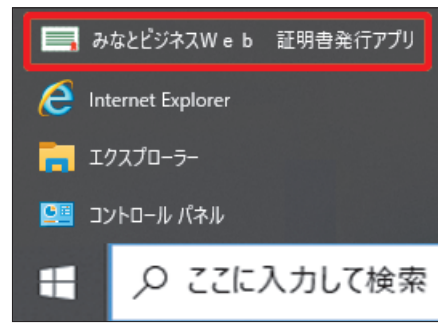 みなとビジネスWeb　証明書発行アプリ
Internet Explorer
エクスプローラー
コントロール パネル
ここに入力して検索